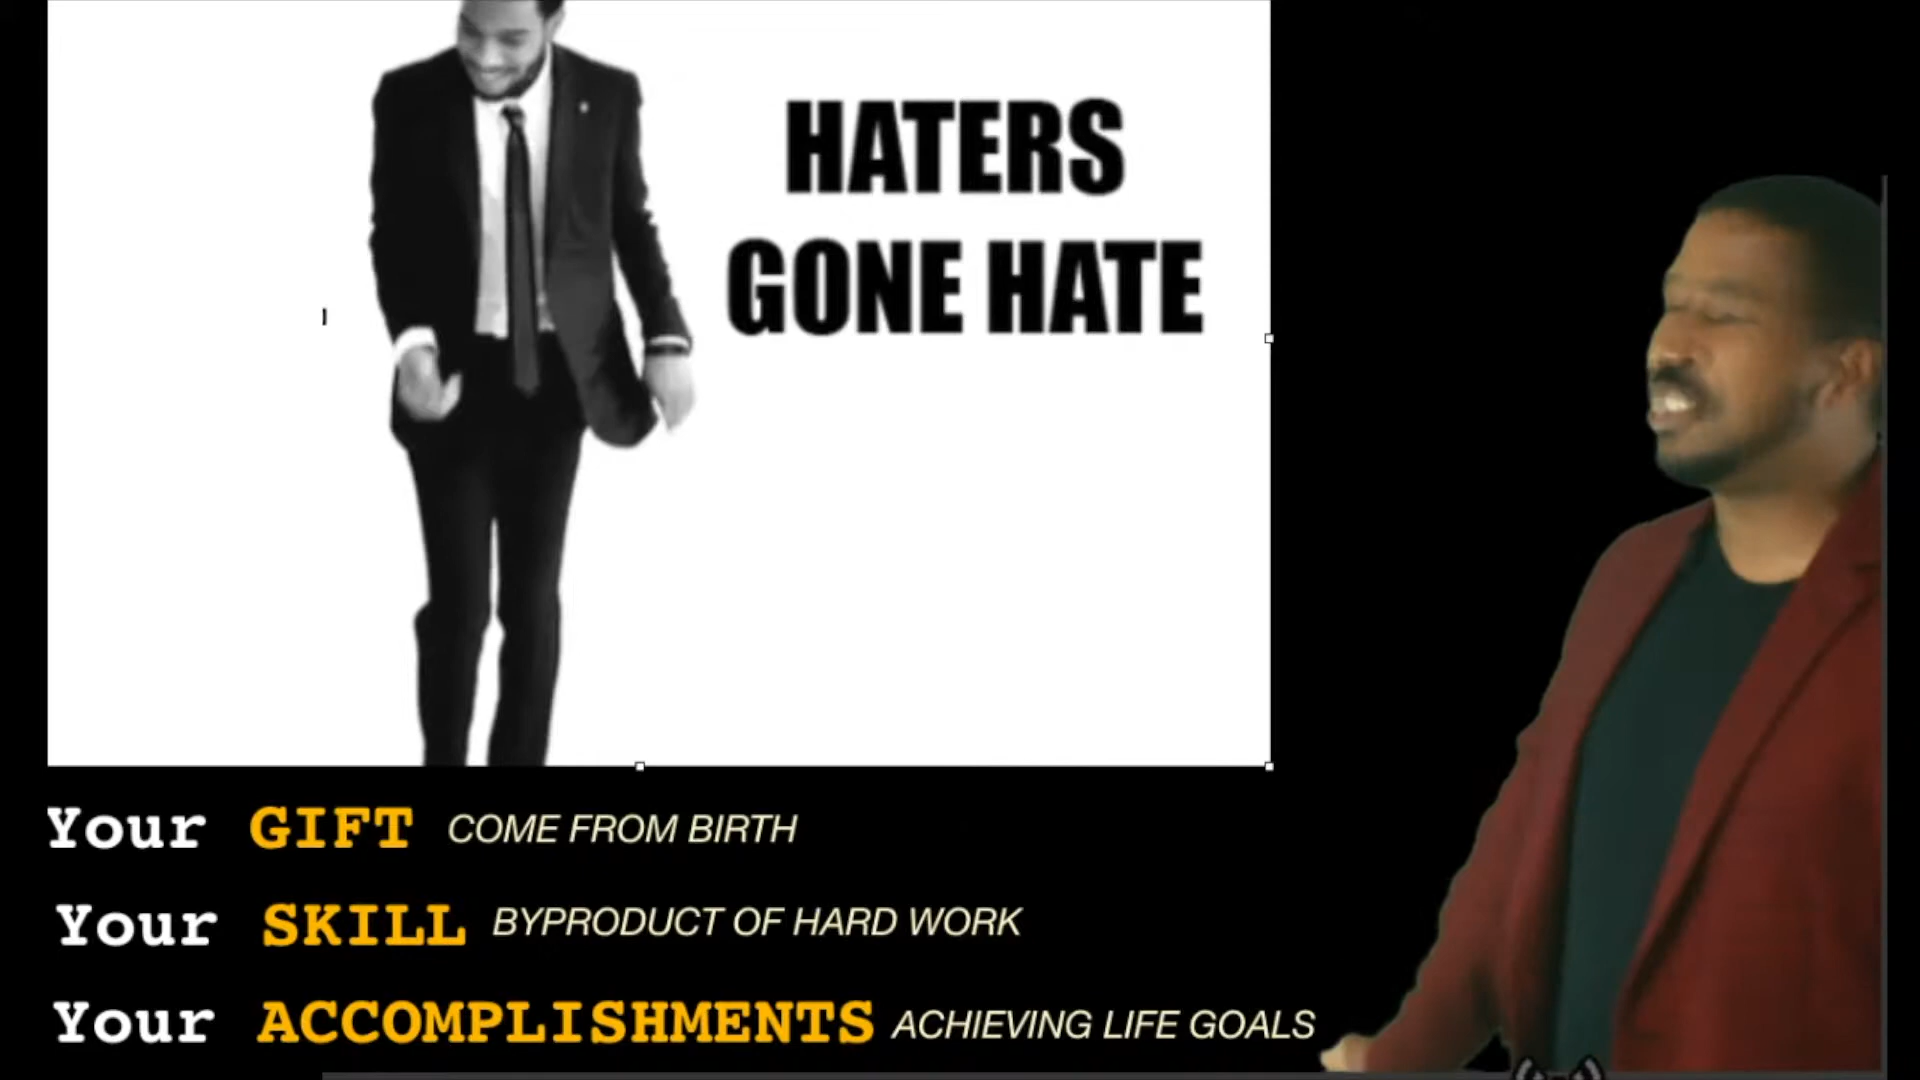 HATERS
GONE HATE
Your GIFT COME FROM BIRTH
Your SKILL BYPRODUCT OF HARD WORK
Your ACCOMPLISHMENTS ACHIEVING LIFE GOALS